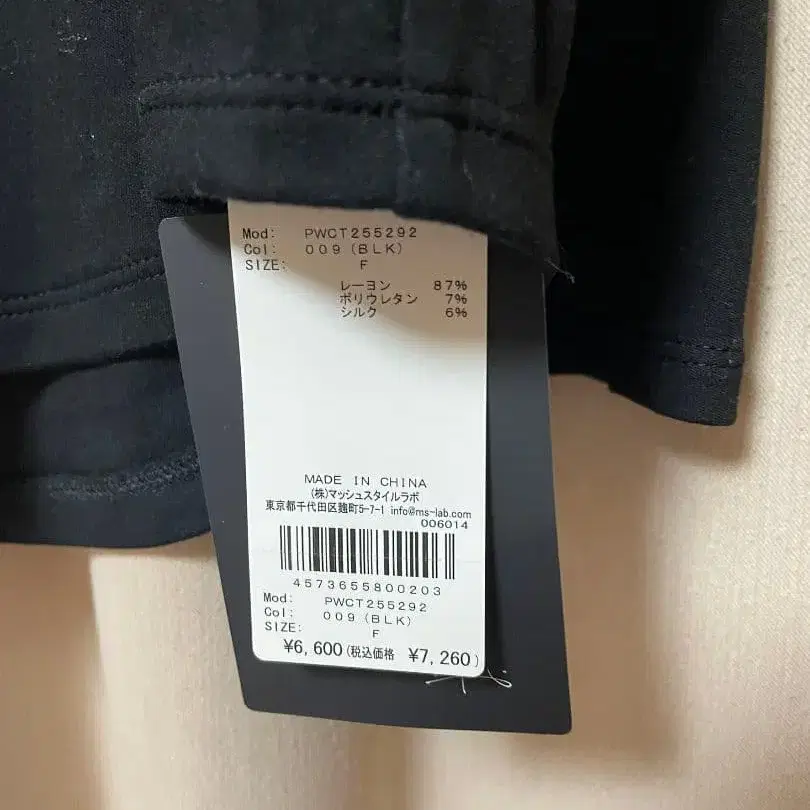 Mod: PWCT255292
Col: 009 (BLK)
SIZE: F
レーヨン 87%
ポリウレタン 7%
シルク 6%
MADE IN CHINA
(株)マッシュスタイルラボ
東京都千代田区麹町5-7-1 info@ms-lab.com
006014
4573655800203
Mod: PWCT255292
Col: 009 (BLK)
SIZE: F
¥6,600(税込価格 ¥7,260)